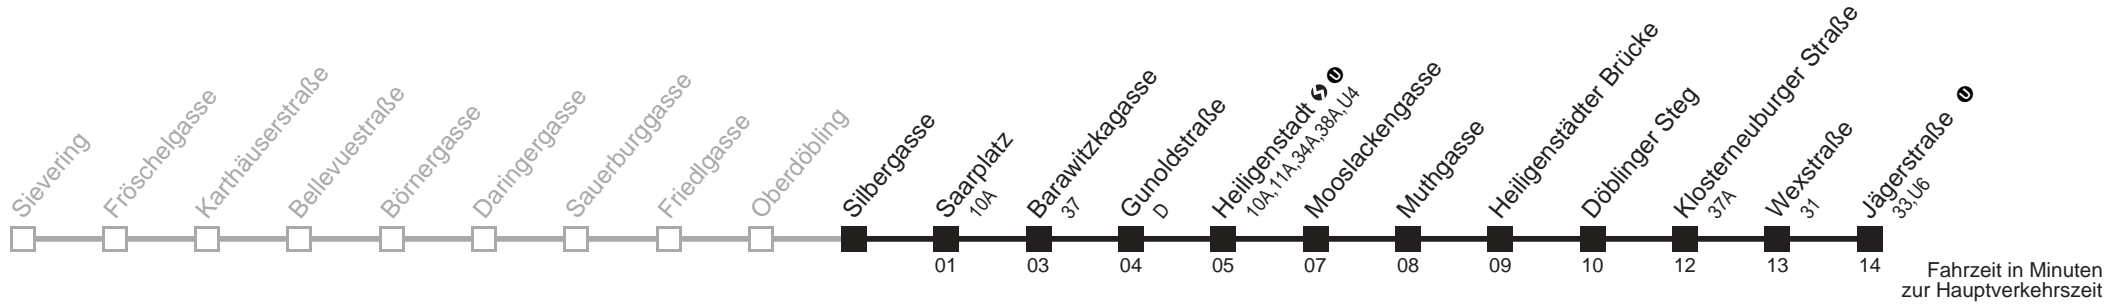 Sievering
Fröschelgasse
Karthäuserstraße
Bellevuestraße
Börnergasse
Daringergasse
Sauerburggasse
Friedlgasse
Oberdöbling
Silbergasse
Saarplatz
10A
Barawitzkagasse
37
Gunoldstraße
D
Heiligenstadt S U
10A,11A,34A,38A,U4
Mooslackengasse
Muthgasse
Heiligenstädter Brücke
Döblinger Steg
Klosterneuburger Straße
37A
Wexstraße
31
Jägerstraße U
33,U6
01 03 04 05 07 08 09 10 12 13 14
Fahrzeit in Minuten
zur Hauptverkehrszeit